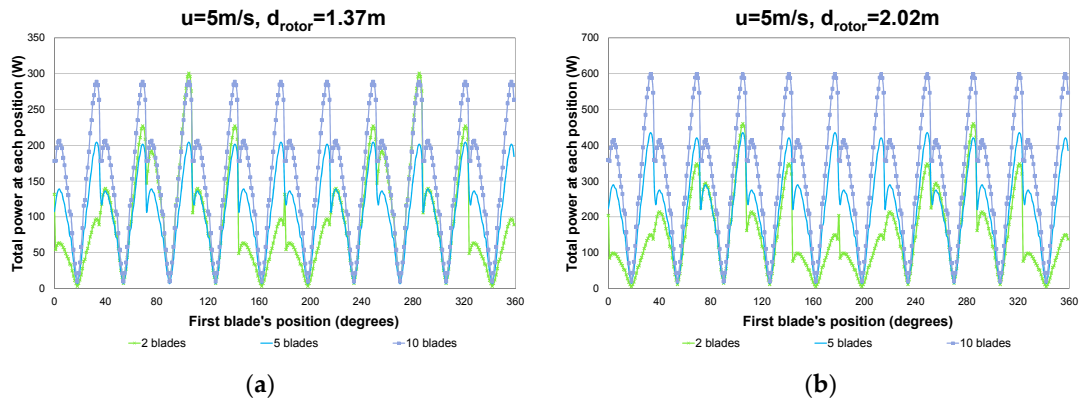 u=5m/s, d_rotor=1.37m
Total power at each position (W)
350
300
250
200
150
100
50
0
0 40 80 120 160 200 240 280 320 360
First blade's position (degrees)
2 blades 5 blades 10 blades
(a)
u=5m/s, d_rotor=2.02m
Total power at each position (W)
700
600
500
400
300
200
100
0
0 40 80 120 160 200 240 280 320 360
First blade's position (degrees)
2 blades 5 blades 10 blades
(b)